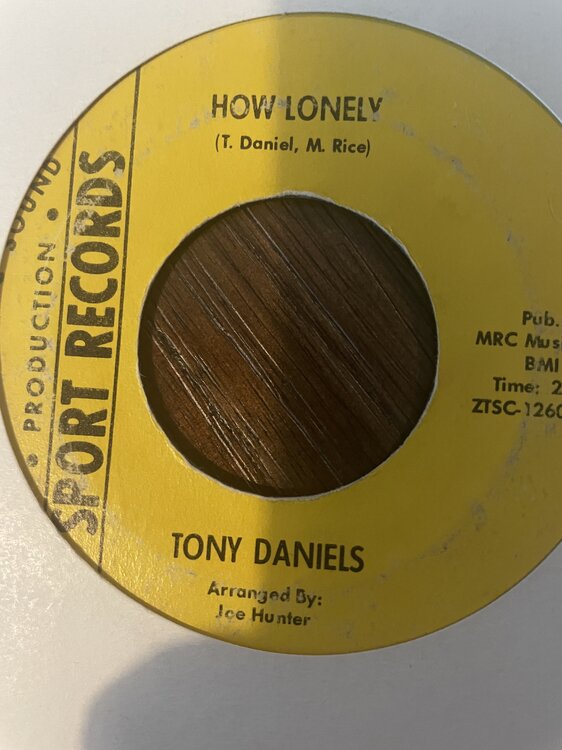 HOW LONELY
(T. Daniel, M. Rice)
SOUND
• PRODUCTION •
SPORT RECORDS
Pub.
MRC Mus
BMI
Time: 2
ZTSC-1260
TONY DANIELS
Arranged By:
Joe Hunter